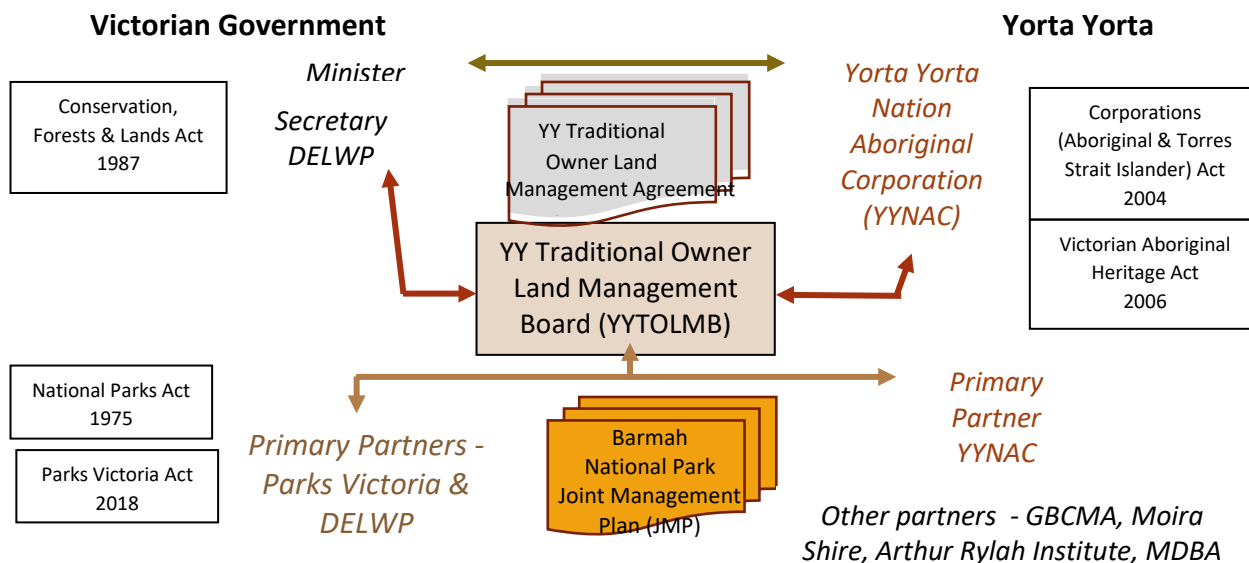 Victorian Government
Yorta Yorta
Minister
Secretary
DELWP
Conservation,
Forests & Lands Act
1987
YY Traditional
Owner Land
Management Agreement
Yorta Yorta
Nation
Aboriginal
Corporation
(YYNAC)
Corporations
(Aboriginal & Torres
Strait Islander) Act
2004
Victorian Aboriginal
Heritage Act
2006
YY Traditional Owner
Land Management
Board (YYTOLMB)
National Parks Act
1975
Parks Victoria Act
2018
Primary Partners -
Parks Victoria &
DELWP
Barmah
National Park
Joint Management
Plan (JMP)
Primary
Partner
YYNAC
Other partners - GBCMA, Moira
Shire, Arthur Rylah Institute, MDBA